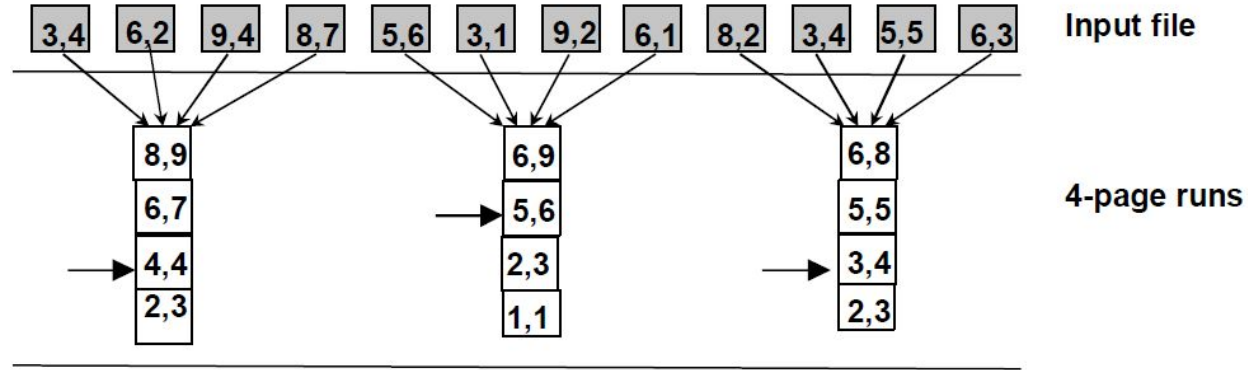 3,4 6,2 9,4 8,7 5,6 3,1 9,2 6,1 8,2 3,4 5,5 6,3 Input file
8,9 6,9 6,8
6,7 5,6 5,5 4-page runs
4,4 2,3 3,4
2,3 1,1 2,3